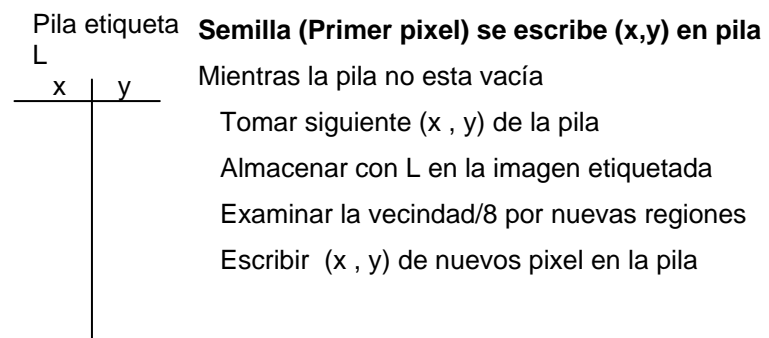 Pila etiqueta
L
x y
Semilla (Primer pixel) se escribe (x,y) en pila
Mientras la pila no esta vacía
Tomar siguiente (x , y) de la pila
Almacenar con L en la imagen etiquetada
Examinar la vecindad/8 por nuevas regiones
Escribir (x , y) de nuevos pixel en la pila